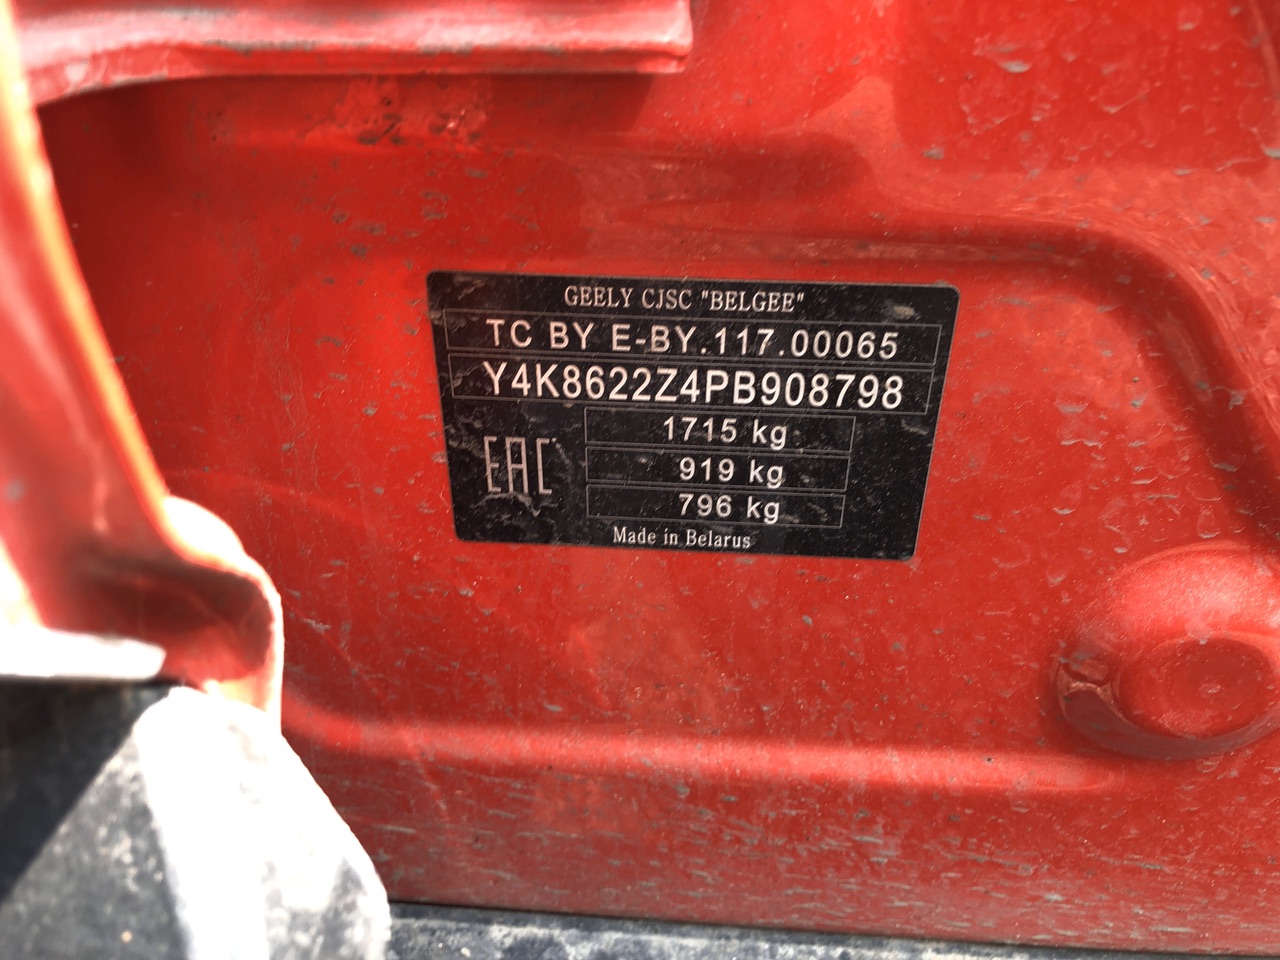 GEELY CJSC "BELGEE"
TC BY E-BY.117.00065
Y4K8622Z4PB908798
1715 kg
EAC
919 kg
796 kg
Made in Belarus